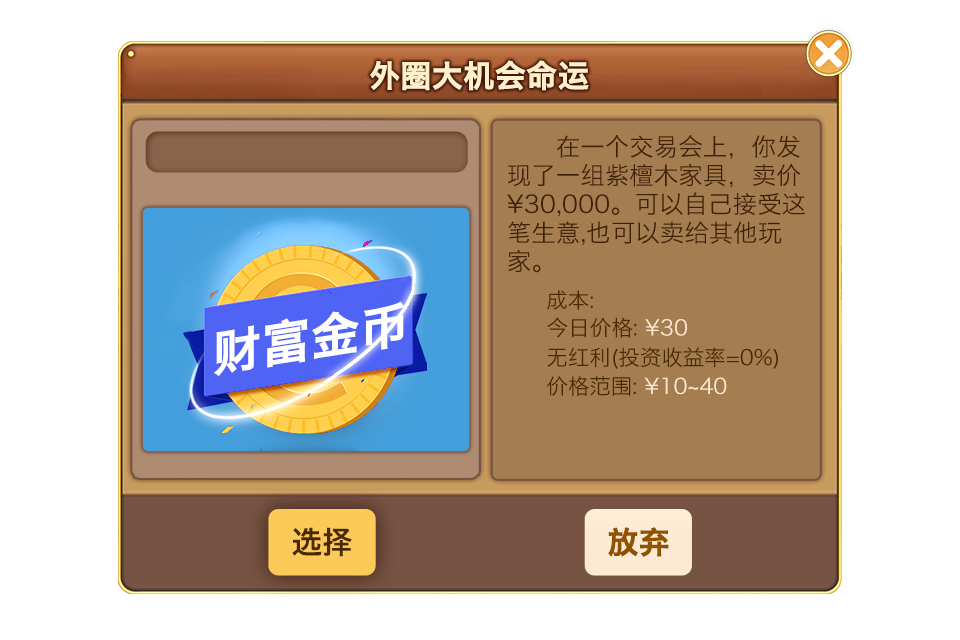 外圈大机会命运
在一个交易会上，你发
现了一组紫檀木家具，卖价
¥30,000。可以自己接受这
笔生意,也可以卖给其他玩
家。
财富金币
成本:
今日价格: ¥30
无红利(投资收益率=0%)
价格范围: ¥10~40
选择
放弃